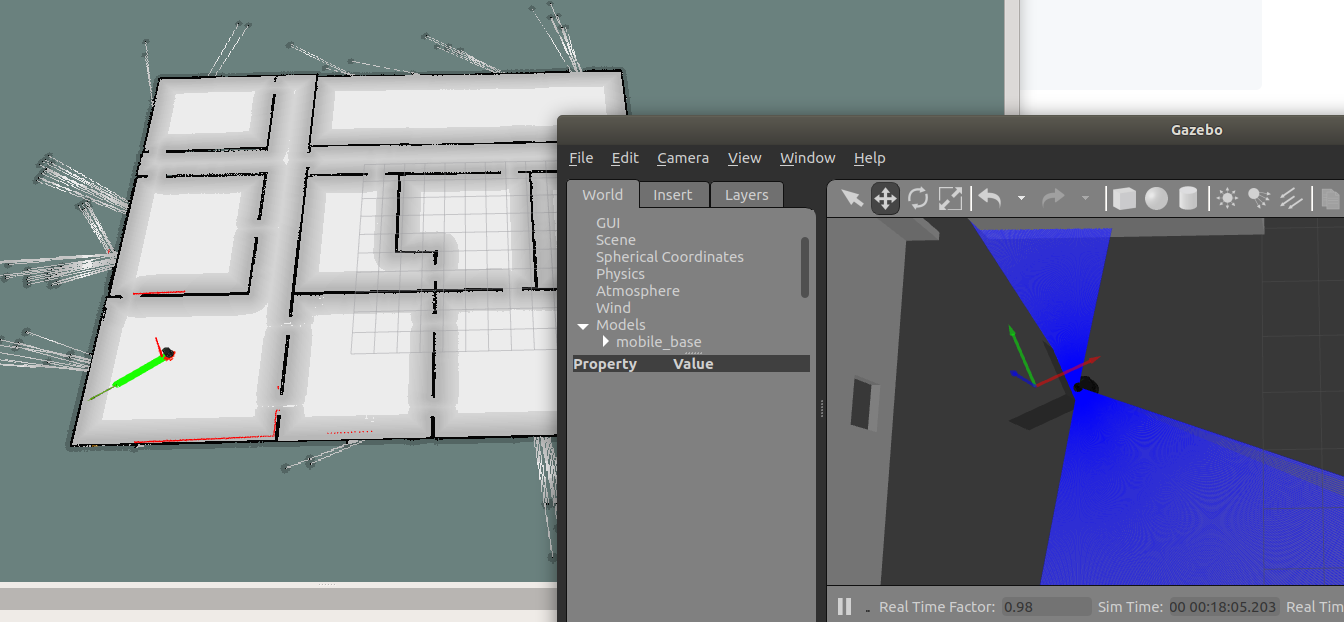 Gazebo
File Edit Camera View Window Help
World Insert Layers
GUI
Scene
Spherical Coordinates
Physics
Atmosphere
Wind
Models
mobile_base
Property Value
Real Time Factor: 0.98 Sim Time: 00 00:18:05.203 Real Tim